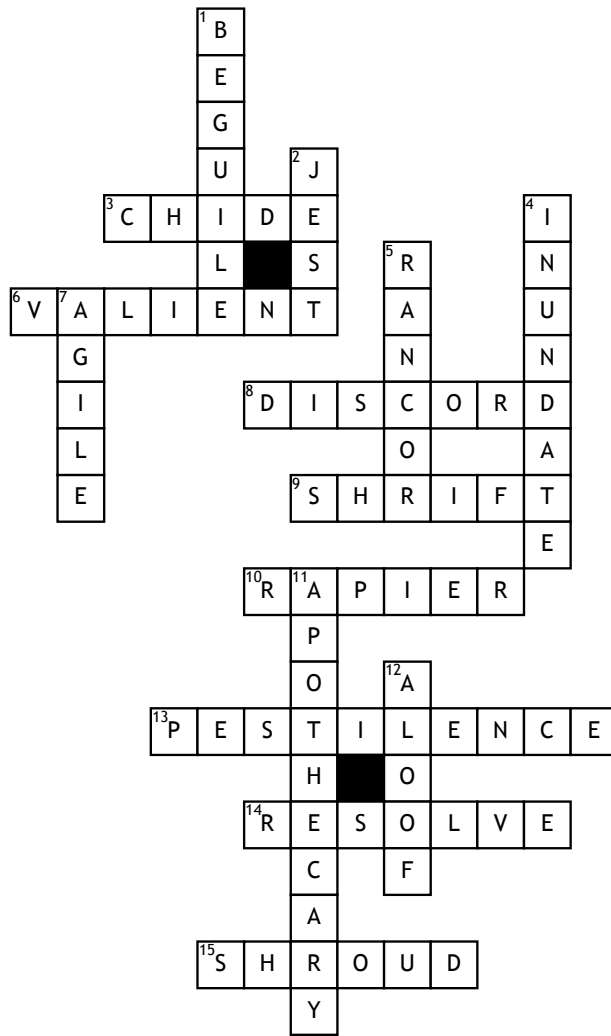 1 B
E
G
U 2 J
3 C H I D E 4 I
L S 5 R N
6 V 7 A L I E N T A U
G N N
I 8 D I S C O R D
L O A
E 9 S H R I F T
E
10 R 11 A P I E R
P
O 12 A
13 P E S T I L E N C E
H O
14 R E S O L V E
C F
A
15 S H R O U D
Y